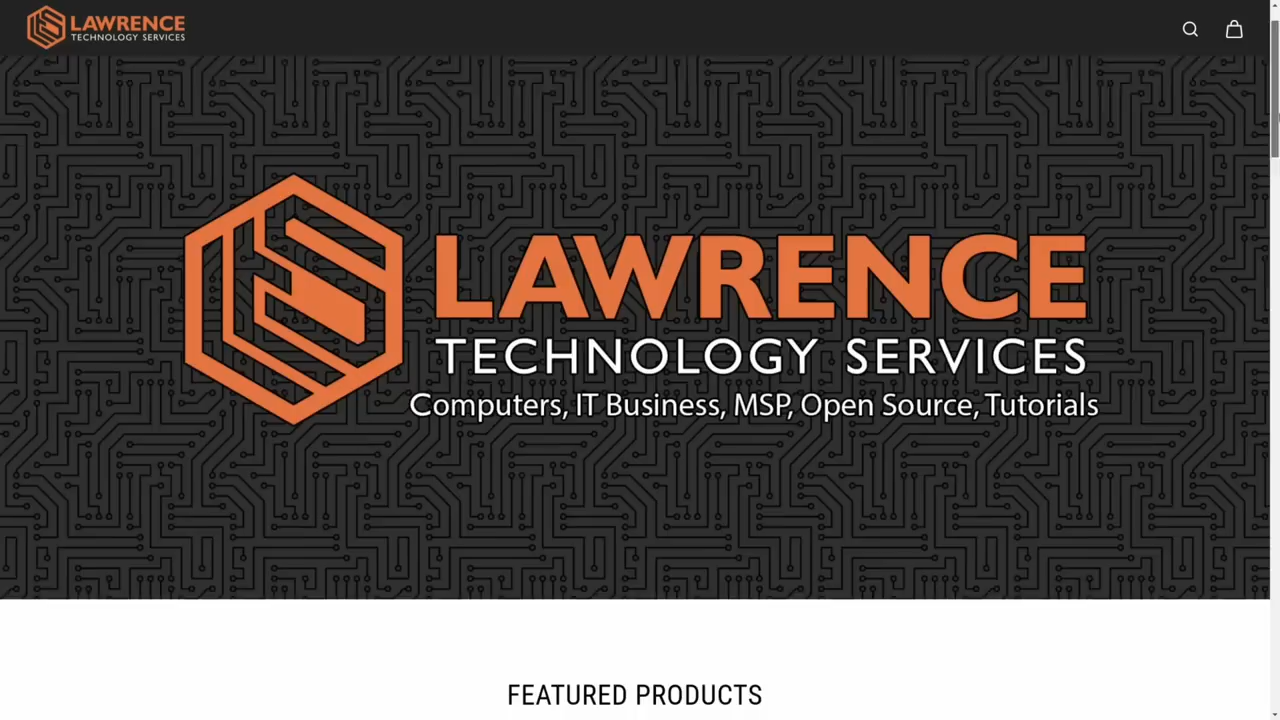 LAWRENCE
TECHNOLOGY SERVICES
LAWRENCE
TECHNOLOGY SERVICES
Computers, IT Business, MSP, Open Source, Tutorials
FEATURED PRODUCTS